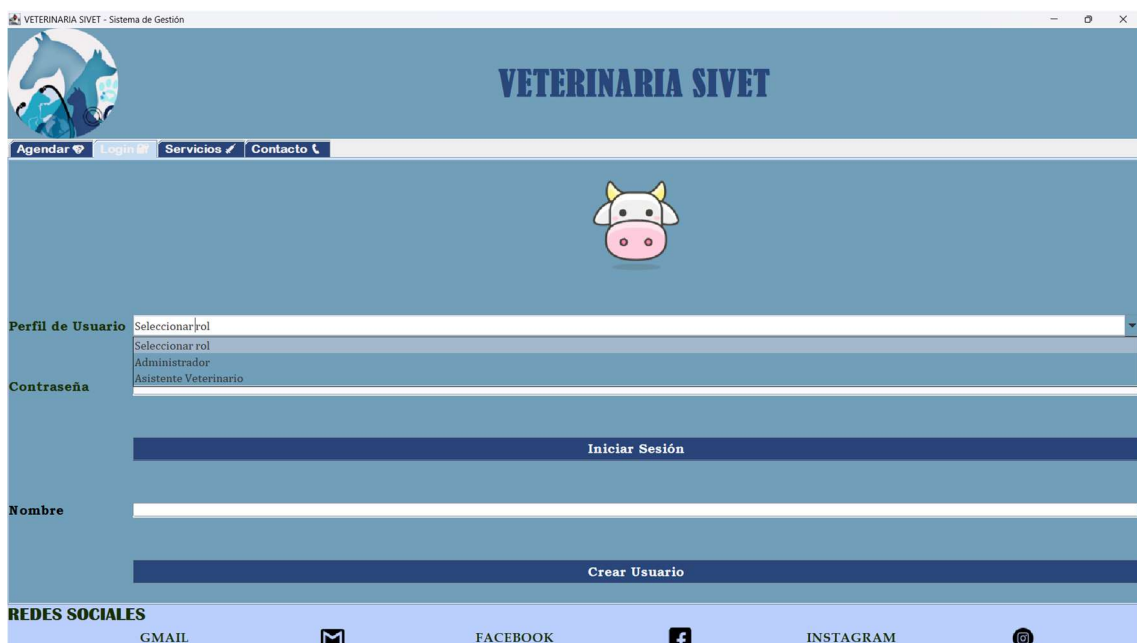 VETERINARIA SIVET - Sistema de Gestión
VETERINARIA SIVET
Agendar Login Servicios Contacto
Perfil de Usuario Seleccionar rol
Seleccionar rol
Administrador
Asistente Veterinario
Contraseña
Iniciar Sesión
Nombre
Crear Usuario
REDES SOCIALES
GMAIL FACEBOOK INSTAGRAM